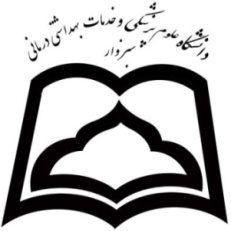 دانشگاه علوم پزشکی و خدمات بهداشتی درمانی
سبزوار